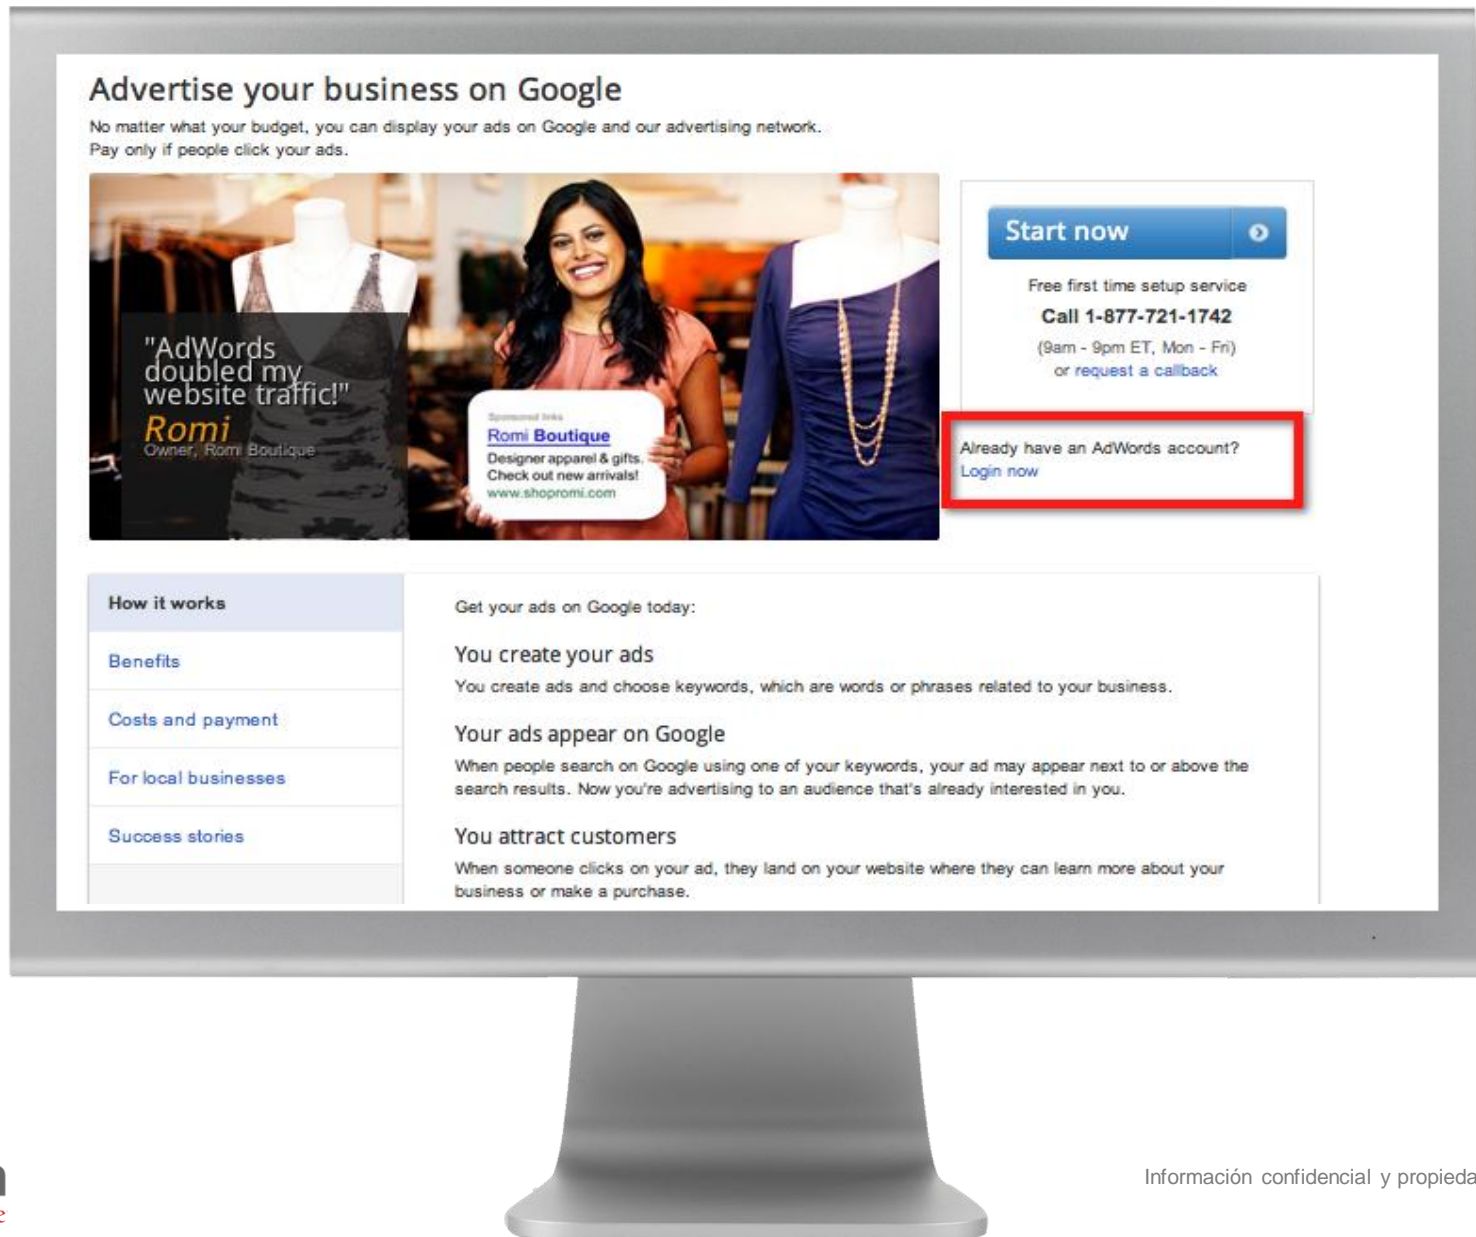 Advertise your business on Google
No matter what your budget, you can display your ads on Google and our advertising network.
Pay only if people click your ads.
"AdWords
doubled my
website traffic!"
Romi
Owner, Romi Boutique
Sponsored links
Romi Boutique
Designer apparel & gifts.
Check out new arrivals!
www.shopromi.com
Start now
Free first time setup service
Call 1-877-721-1742
(9am - 9pm ET, Mon - Fri)
or request a callback
Already have an AdWords account?
Login now
How it works
Benefits
Costs and payment
For local businesses
Success stories
Get your ads on Google today:
You create your ads
You create ads and choose keywords, which are words or phrases related to your business.
Your ads appear on Google
When people search on Google using one of your keywords, your ad may appear next to or above the
search results. Now you're advertising to an audience that's already interested in you.
You attract customers
When someone clicks on your ad, they land on your website where they can learn more about your
business or make a purchase.
Información confidencial y propieda